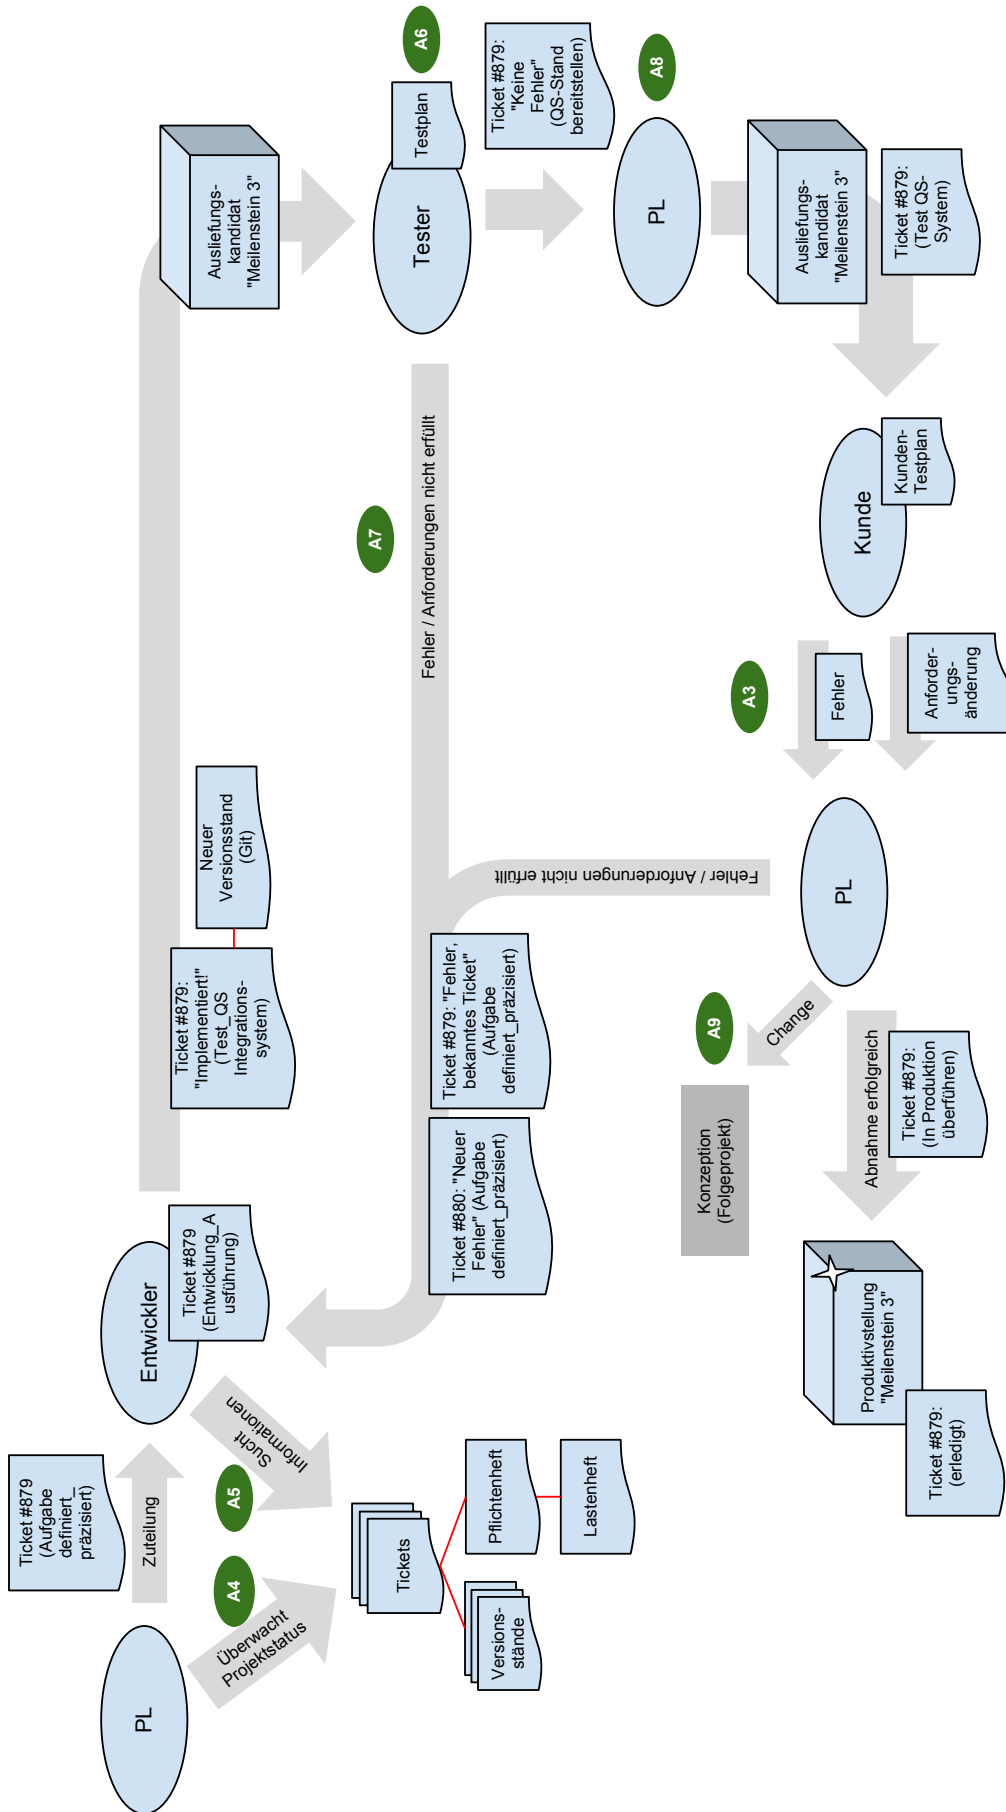 PL
Überwacht
Projektstatus
A4
Ticket #879
(Aufgabe
definiert_
präzisiert)
Zuteilung
A5
Sucht
Informationen
Entwickler
Ticket #879
(Entwicklung_A
usführung)
Tickets
Versions-
stände
Pflichtenheft
Lastenheft
Ticket #879:
"Implementiert!"
(Test_QS
Integrations-
system)
Neuer
Versionsstand
(Git)
Ausliefungs-
kandidat
"Meilenstein 3"
Tester
Testplan
A6
A7
Fehler / Anforderungen nicht erfüllt
Ticket #879:
"Keine
Fehler"
(QS-Stand
bereitstellen)
PL
A8
Ausliefungs-
kandidat
"Meilenstein 3"
Ticket #879:
(Test QS-
System)
Kunde
Kunden-
Testplan
A3
Fehler
Anforder-
ungs-
änderung
PL
Fehler / Anforderungen nicht erfüllt
Ticket #879: "Fehler,
bekanntes Ticket"
(Aufgabe
definiert_präzisiert)
Ticket #880: "Neuer
Fehler" (Aufgabe
definiert_präzisiert)
A9
Change
Konzeption
(Folgeprojekt)
Abnahme erfolgreich
Ticket #879:
(In Produktion
überführen)
Produktivstellung
"Meilenstein 3"
Ticket #879:
(erledigt)